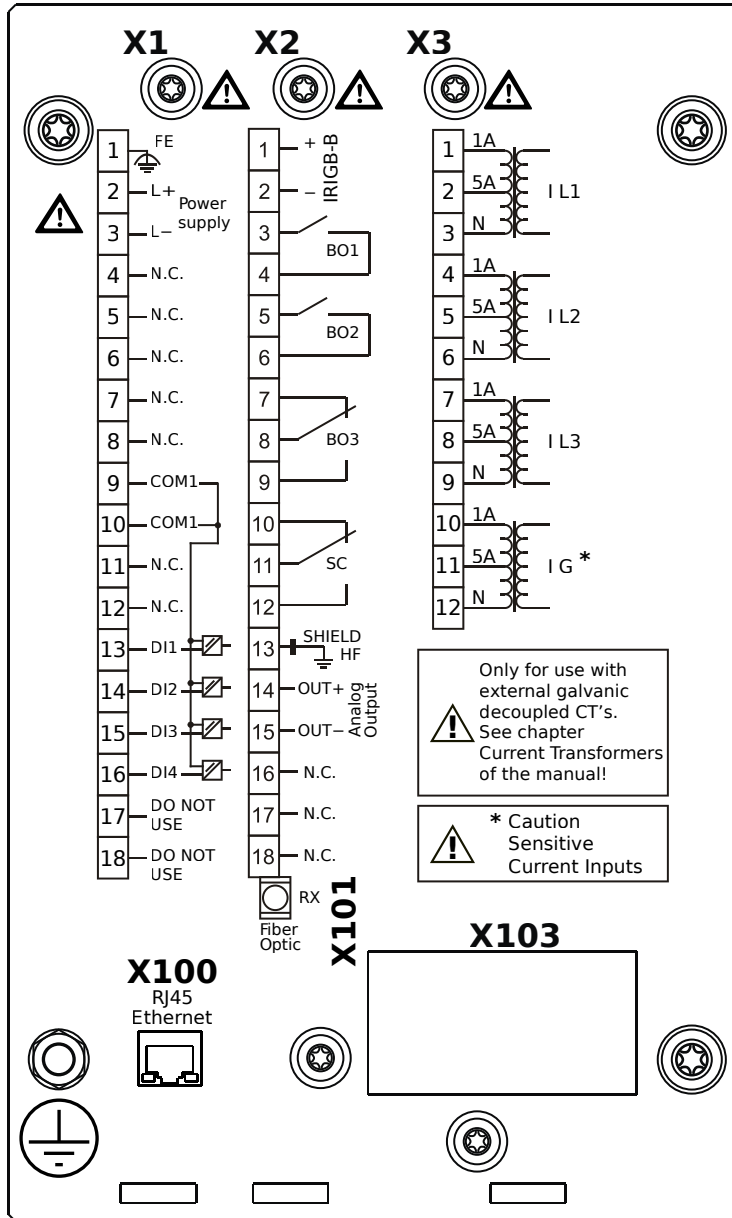 X1
X2
X3
1 FE
2 L+
Power
supply
3 L−
4 N.C.
5 N.C.
6 N.C.
7 N.C.
8 N.C.
9 COM1
10 COM1
11 N.C.
12 N.C.
13 DI1
14 DI2
15 DI3
16 DI4
17 DO NOT
USE
18 DO NOT
USE
1 +
IRIGB-B
2 −
3
BO1
4
5
BO2
6
7
8 BO3
9
10
11 SC
12
13 SHIELD
HF
14 OUT+
Analog
Output
15 OUT−
16 N.C.
17 N.C.
18 N.C.
RX
Fiber
Optic
X101
1 1A
2 5A I L1
3 N
4 1A
5 5A I L2
6 N
7 1A
8 5A I L3
9 N
10 1A
11 5A I G *
12 N
! Only for use with
external galvanic
decoupled CT's.
See chapter
Current Transformers
of the manual!
! * Caution
Sensitive
Current Inputs
X103
X100
RJ45
Ethernet